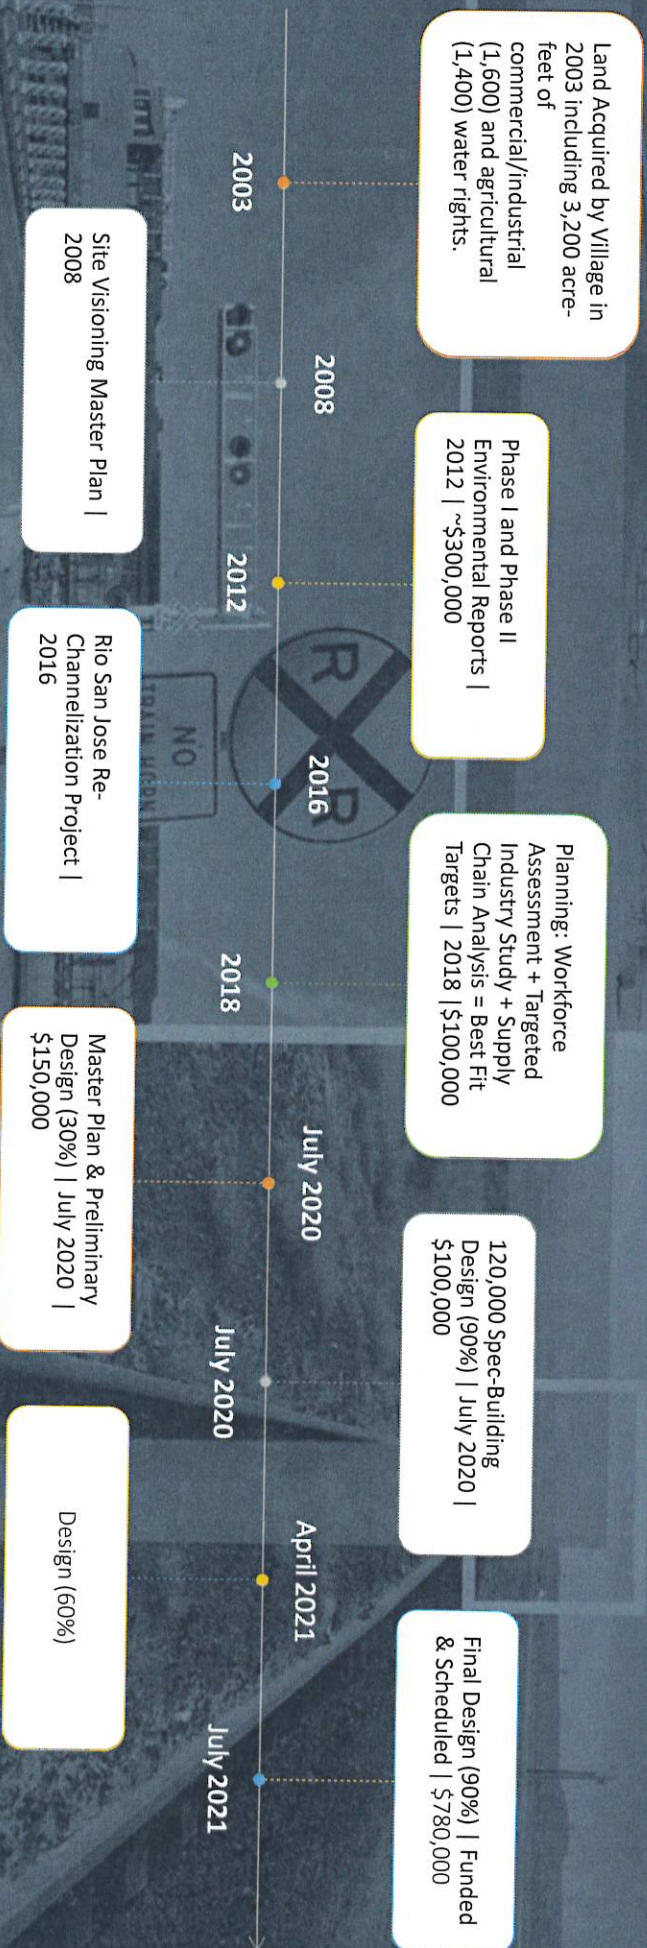 Land Acquired by Village in
2003 including 3,200 acre-
feet of
commercial/industrial
(1,600) and agricultural
(1,400) water rights.
2003
2008
Site Visioning Master Plan |
2008
Phase I and Phase II
Environmental Reports |
2012 | ~$300,000
2012
2016
Rio San Jose Re-
Channelization Project |
2016
Planning: Workforce
Assessment + Targeted
Industry Study + Supply
Chain Analysis = Best Fit
Targets | 2018 |$100,000
2018
July 2020
Master Plan & Preliminary
Design (30%) | July 2020 |
$150,000
120,000 Spec-Building
Design (90%) | July 2020 |
$100,000
July 2020
April 2021
Design (60%)
Final Design (90%) | Funded
& Scheduled | $780,000
July 2021
R R
NO
TRAIN HORN